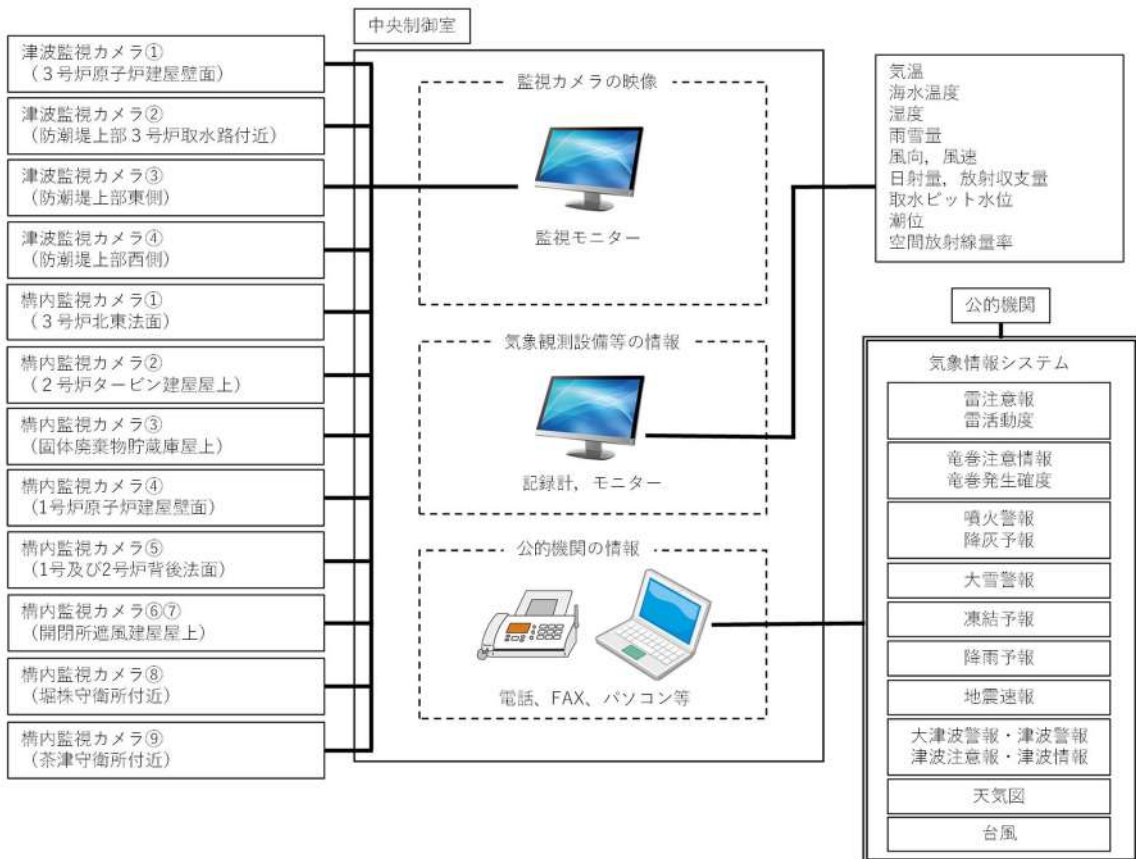 中央制御室
津波監視カメラ①
(3号炉原子炉建屋壁面)
津波監視カメラ②
(防潮堤上部3号炉取水路付近)
津波監視カメラ③
(防潮堤上部東側)
津波監視カメラ④
(防潮堤上部西側)
構内監視カメラ①
(3号炉北東法面)
構内監視カメラ②
(2号炉タービン建屋屋上)
構内監視カメラ③
(固体廃棄物貯蔵庫屋上)
構内監視カメラ④
(1号炉原子炉建屋壁面)
構内監視カメラ⑤
(1号及び2号炉背後法面)
構内監視カメラ⑥⑦
(開閉所遮風建屋屋上)
構内監視カメラ⑧
(堀株守衛所付近)
構内監視カメラ⑨
(茶津守衛所付近)
監視カメラの映像
監視モニター
気象観測設備等の情報
記録計，モニター
公的機関の情報
電話、FAX、パソコン等
気温
海水温度
湿度
雨雪量
風向，風速
日射量，放射収支量
取水ピット水位
潮位
空間放射線量率
公的機関
気象情報システム
雷注意報
雷活動度
竜巻注意情報
竜巻発生確度
噴火警報
降灰予報
大雪警報
凍結予報
降雨予報
地震速報
大津波警報・津波警報
津波注意報・津波情報
天気図
台風